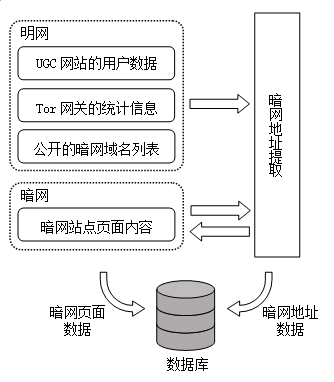 明网
UGC 网站的用户数据
Tor 网关的统计信息
公开的暗网域名列表
暗网地址提取
暗网
暗网站点页面内容
暗网页面
数据
暗网地址
数据
数据库